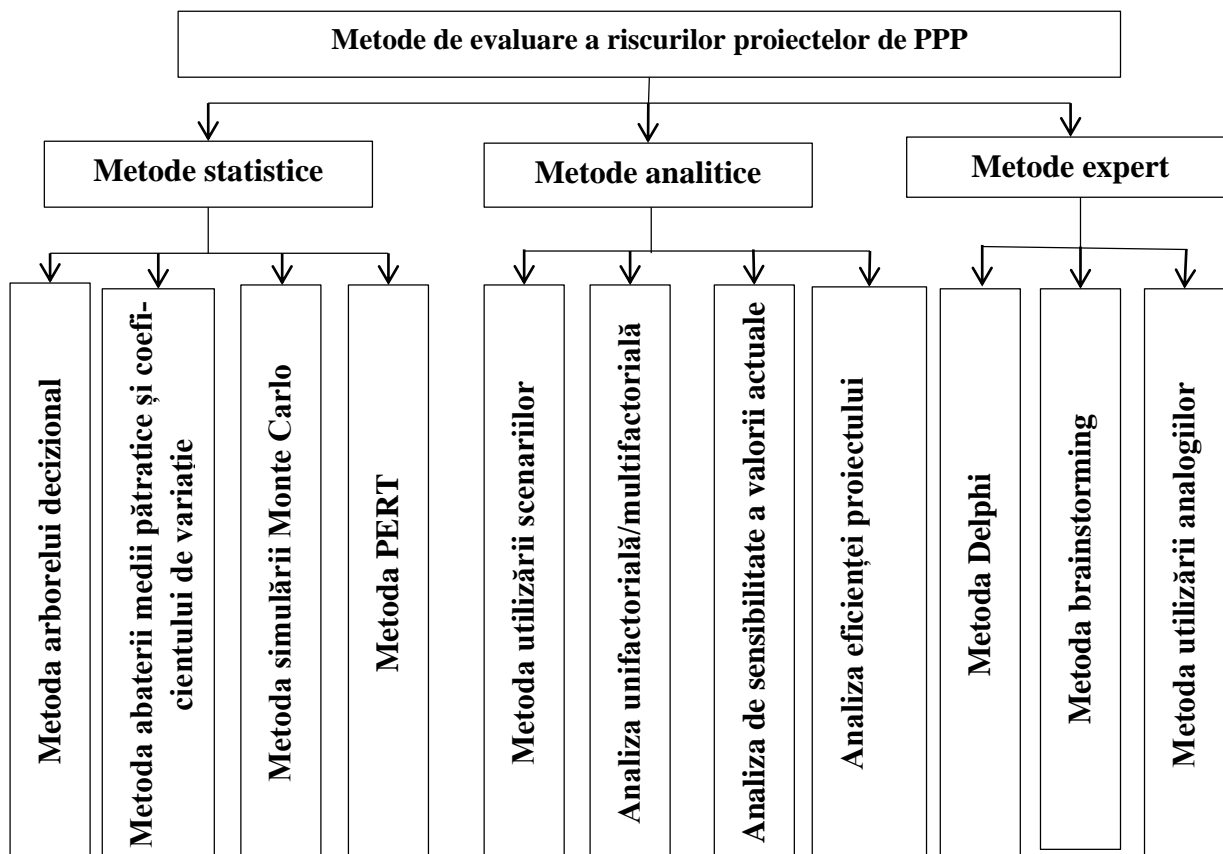 Metode de evaluare a riscurilor proiectelor de PPP
Metode statistice
Metode analitice
Metode expert
Metoda arborelui decizional
Metoda abaterii medii pătratice și coefi-
cientului de variație
Metoda simulării Monte Carlo
Metoda PERT
Metoda utilizării scenariilor
Analiza unifactorială/multifactorială
Analiza de sensibilitate a valorii actuale
Analiza eficienței proiectului
Metoda Delphi
Metoda brainstorming
Metoda utilizării analogiilor